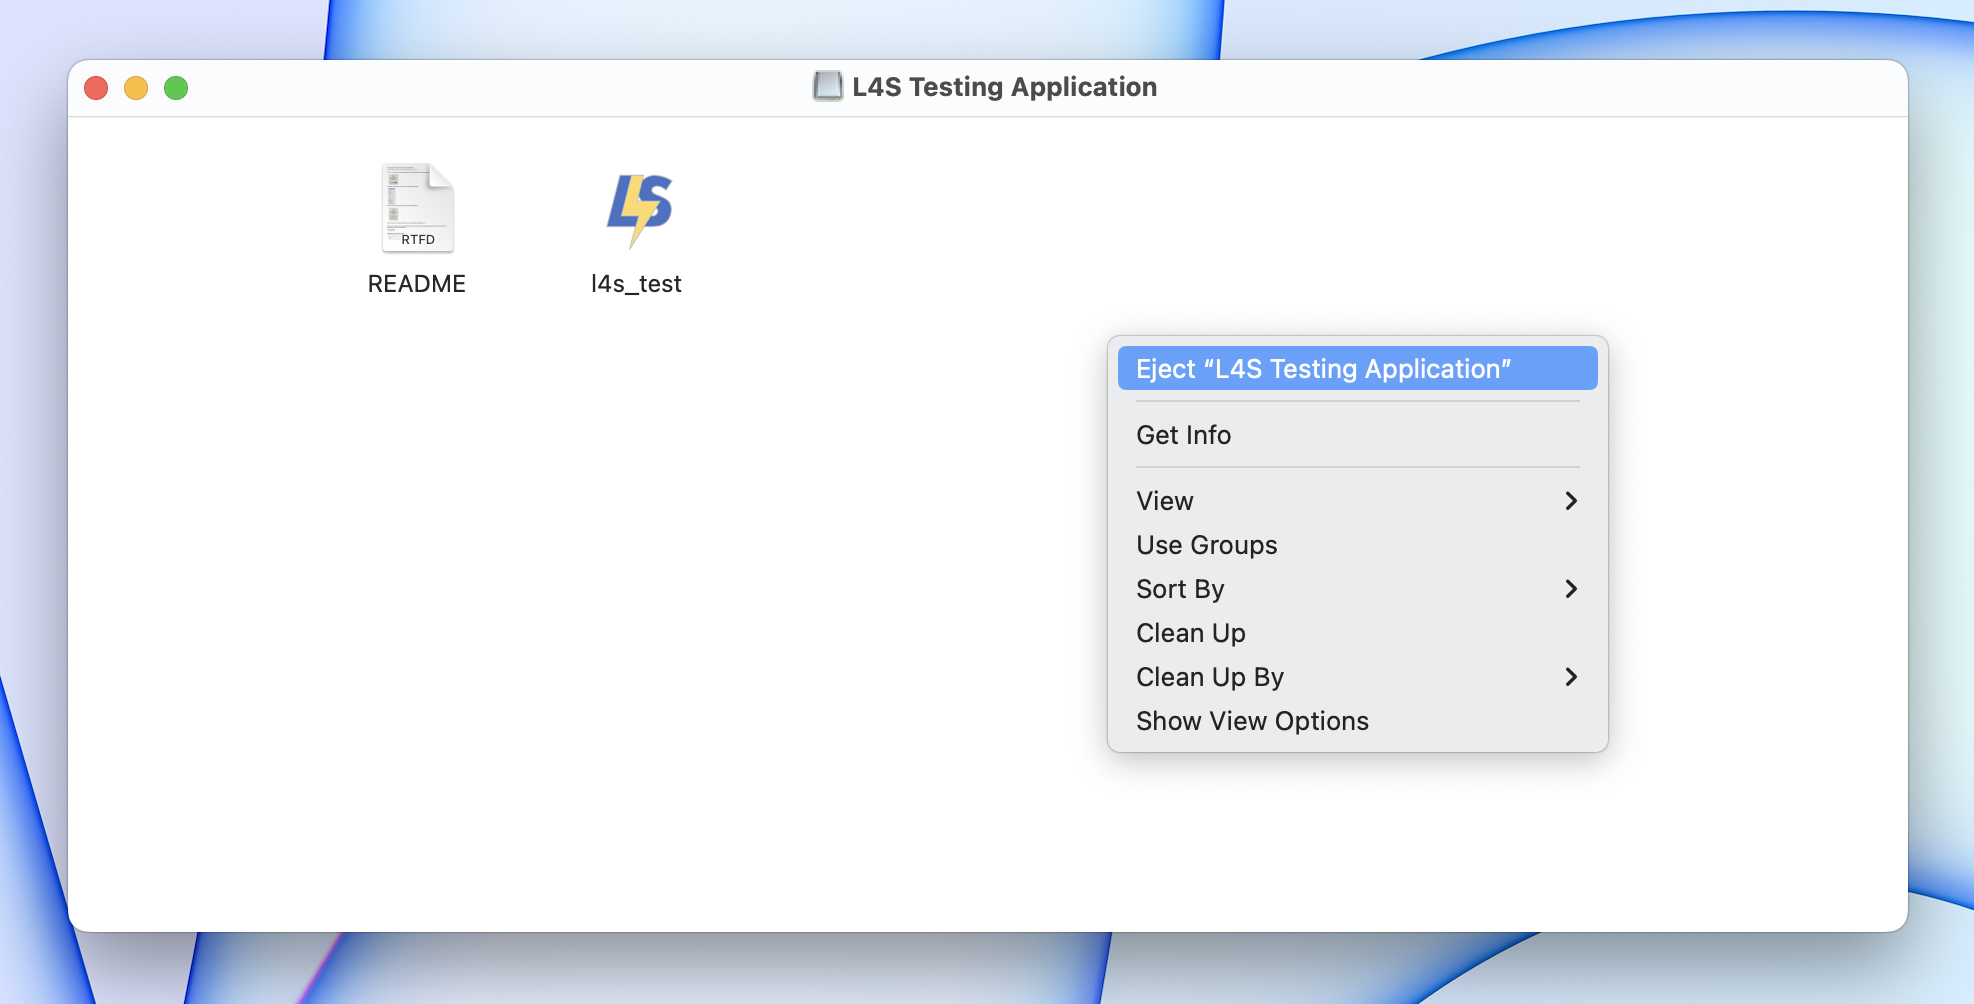 L4S Testing Application
RTFD
LS
README
l4s_test
Eject “L4S Testing Application”
Get Info
View
Use Groups
Sort By
Clean Up
Clean Up By
Show View Options